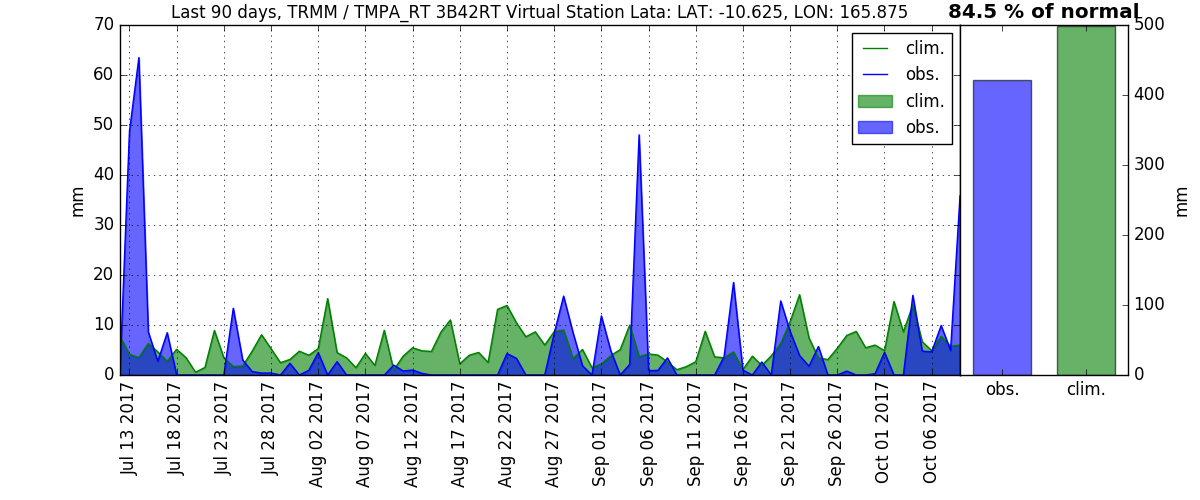 Last 90 days, TRMM / TMPA_RT 3B42RT Virtual Station Lata: LAT: -10.625, LON: 165.875
84.5 % of normal
70
60
50
40
30
20
10
0
mm
clim.
obs.
clim.
obs.
500
400
300
200
100
0
mm
obs.
clim.
Jul 13 2017
Jul 18 2017
Jul 23 2017
Jul 28 2017
Aug 02 2017
Aug 07 2017
Aug 12 2017
Aug 17 2017
Aug 22 2017
Aug 27 2017
Sep 01 2017
Sep 06 2017
Sep 11 2017
Sep 16 2017
Sep 21 2017
Sep 26 2017
Oct 01 2017
Oct 06 2017